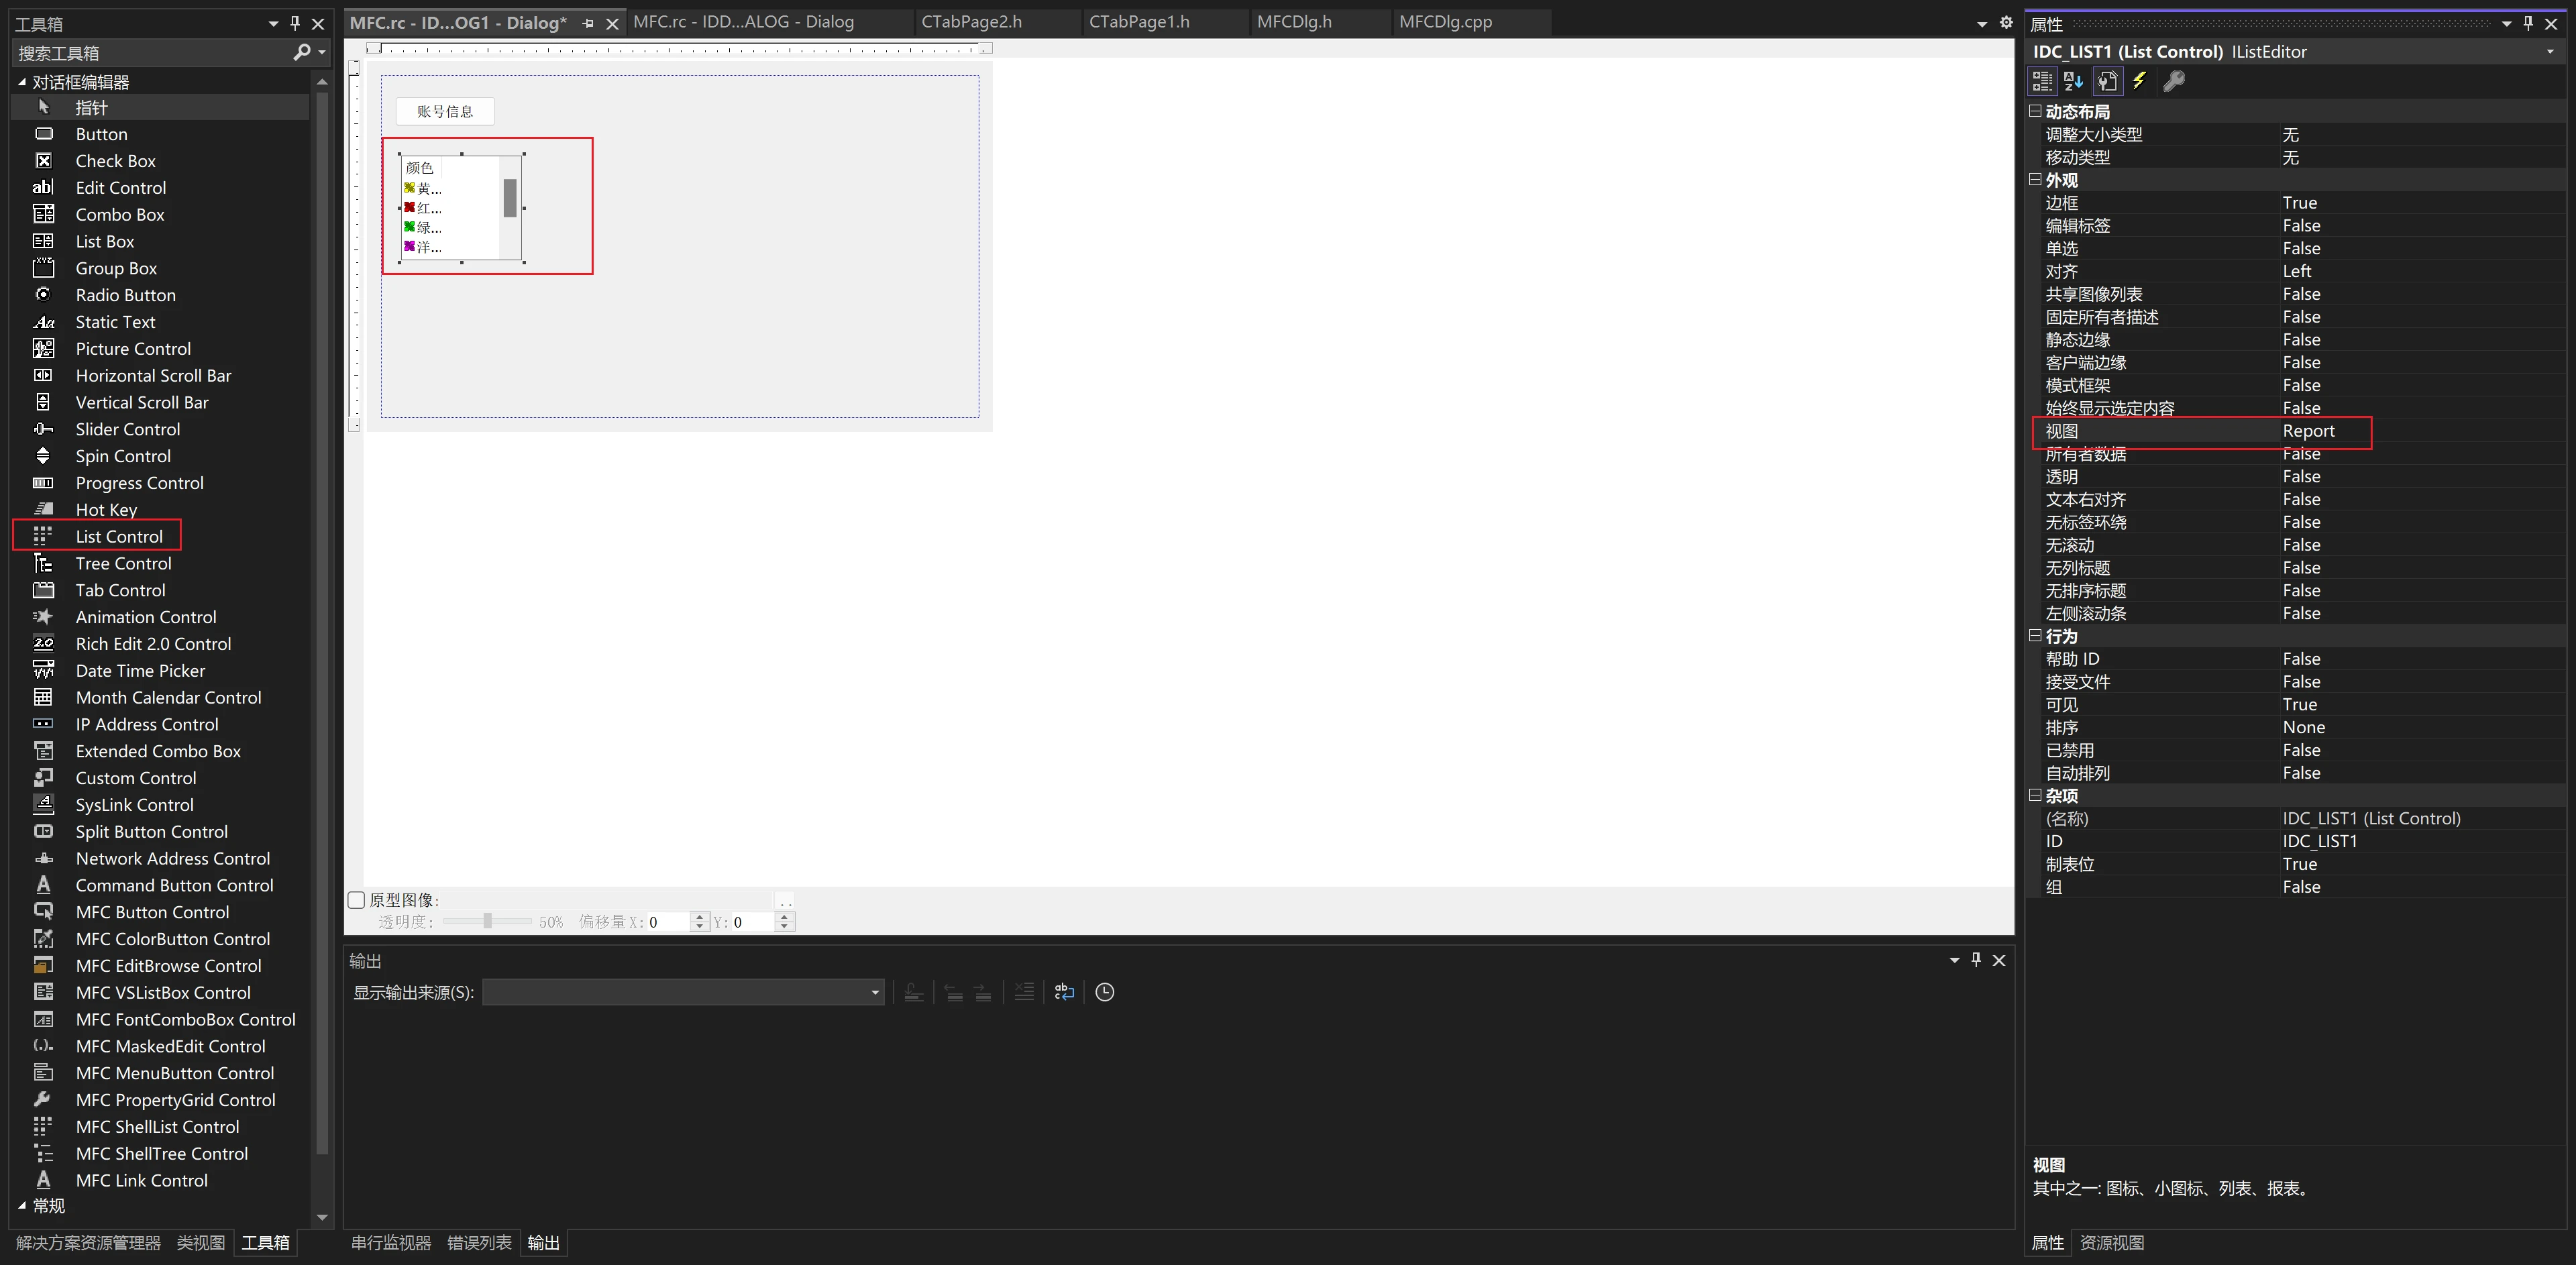 工具箱
搜索工具箱
对话框编辑器
指针
Button
Check Box
Edit Control
Combo Box
List Box
Group Box
Radio Button
Static Text
Picture Control
Horizontal Scroll Bar
Vertical Scroll Bar
Slider Control
Spin Control
Progress Control
Hot Key
List Control
Tree Control
Tab Control
Animation Control
Rich Edit 2.0 Control
Date Time Picker
Month Calendar Control
IP Address Control
Extended Combo Box
Custom Control
SysLink Control
Split Button Control
Network Address Control
Command Button Control
MFC Button Control
MFC ColorButton Control
MFC EditBrowse Control
MFC VSListBox Control
MFC FontComboBox Control
MFC MaskedEdit Control
MFC MenuButton Control
MFC PropertyGrid Control
MFC ShellList Control
MFC ShellTree Control
MFC Link Control
常规
解决方案资源管理器 类视图 工具箱
MFC.rc - ID...OG1 - Dialog* MFC.rc - IDD...ALOG - Dialog CTabPage2.h CTabPage1.h MFCDlg.h MFCDlg.cpp
账号信息
颜色
黄...
红...
绿...
洋...
原型图像: ..
透明度: 50% 偏移量 X: 0 Y: 0
输出
显示输出来源(S):
串行监视器 错误列表 输出
属性
IDC_LIST1 (List Control) IListEditor
动态布局
调整大小类型 无
移动类型 无
外观
边框 True
编辑标签 False
单选 False
对齐 Left
共享图像列表 False
固定所有者描述 False
静态边缘 False
客户端边缘 False
模式框架 False
始终显示选定内容 False
视图 Report
所有者数据 False
透明 False
文本右对齐 False
无标签环绕 False
无滚动 False
无列标题 False
无排序标题 False
左侧滚动条 False
行为
帮助 ID False
接受文件 False
可见 True
排序 None
已禁用 False
自动排列 False
杂项
(名称) IDC_LIST1 (List Control)
ID IDC_LIST1
制表位 True
组 False
视图
其中之一: 图标、小图标、列表、报表。
属性 资源视图